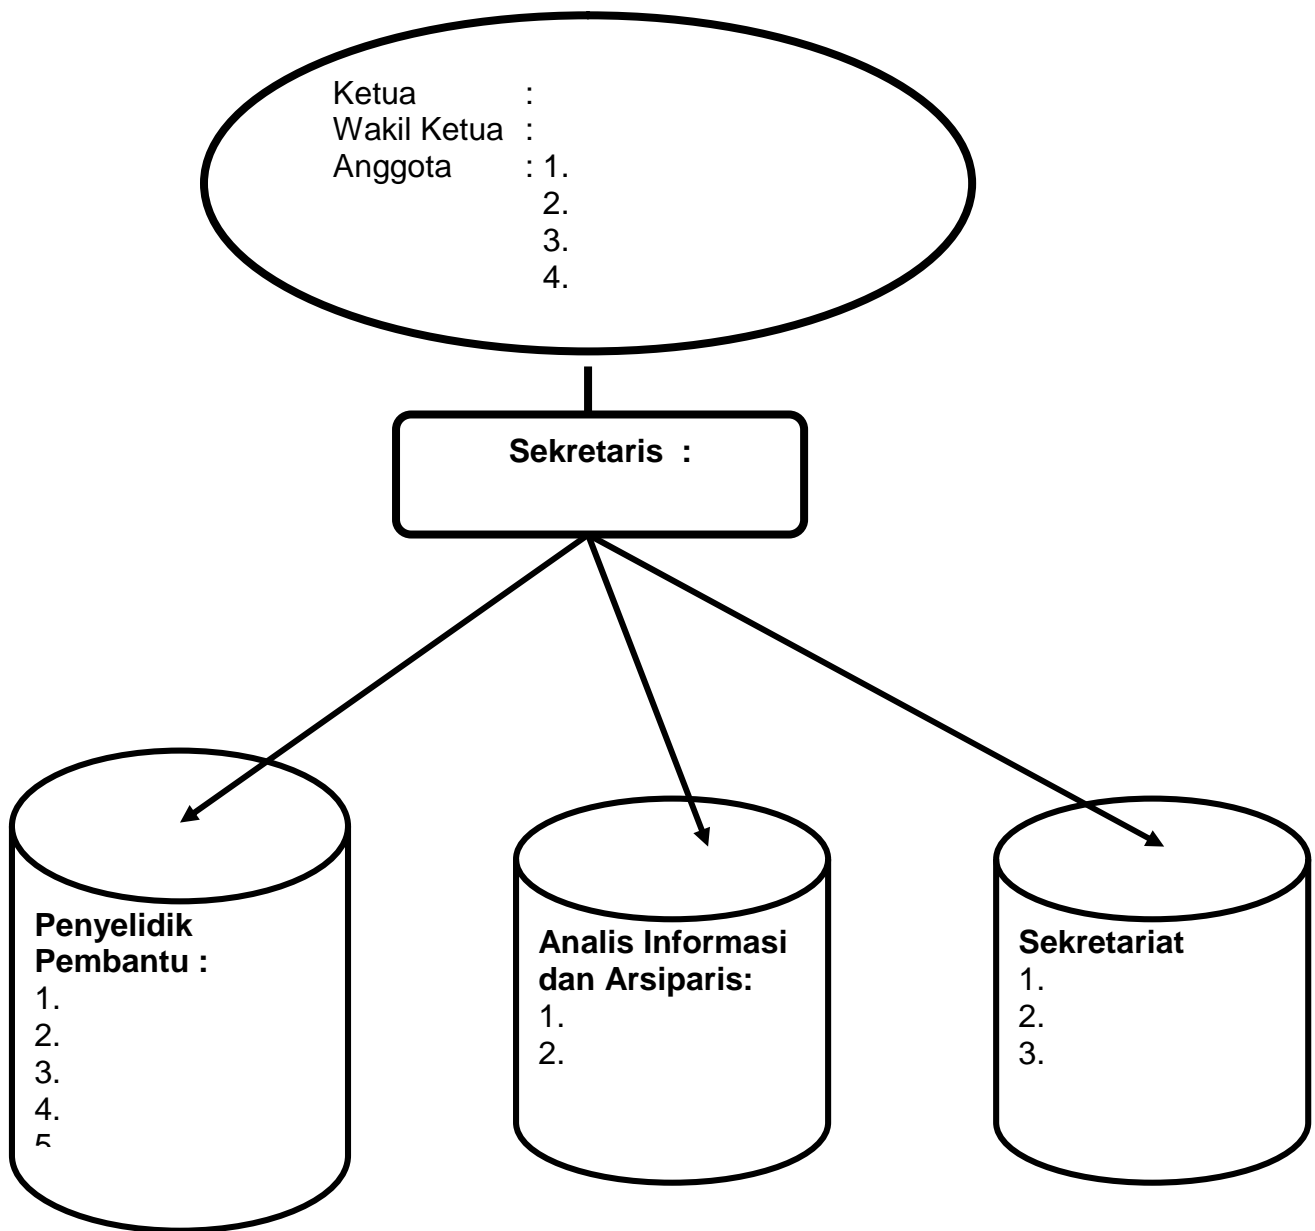 Ketua :
Wakil Ketua :
Anggota : 1.
2.
3.
4.
Sekretaris :
Penyelidik
Pembantu :
1.
2.
3.
4.
5
Analis Informasi
dan Arsiparis:
1.
2.
Sekretariat
1.
2.
3.